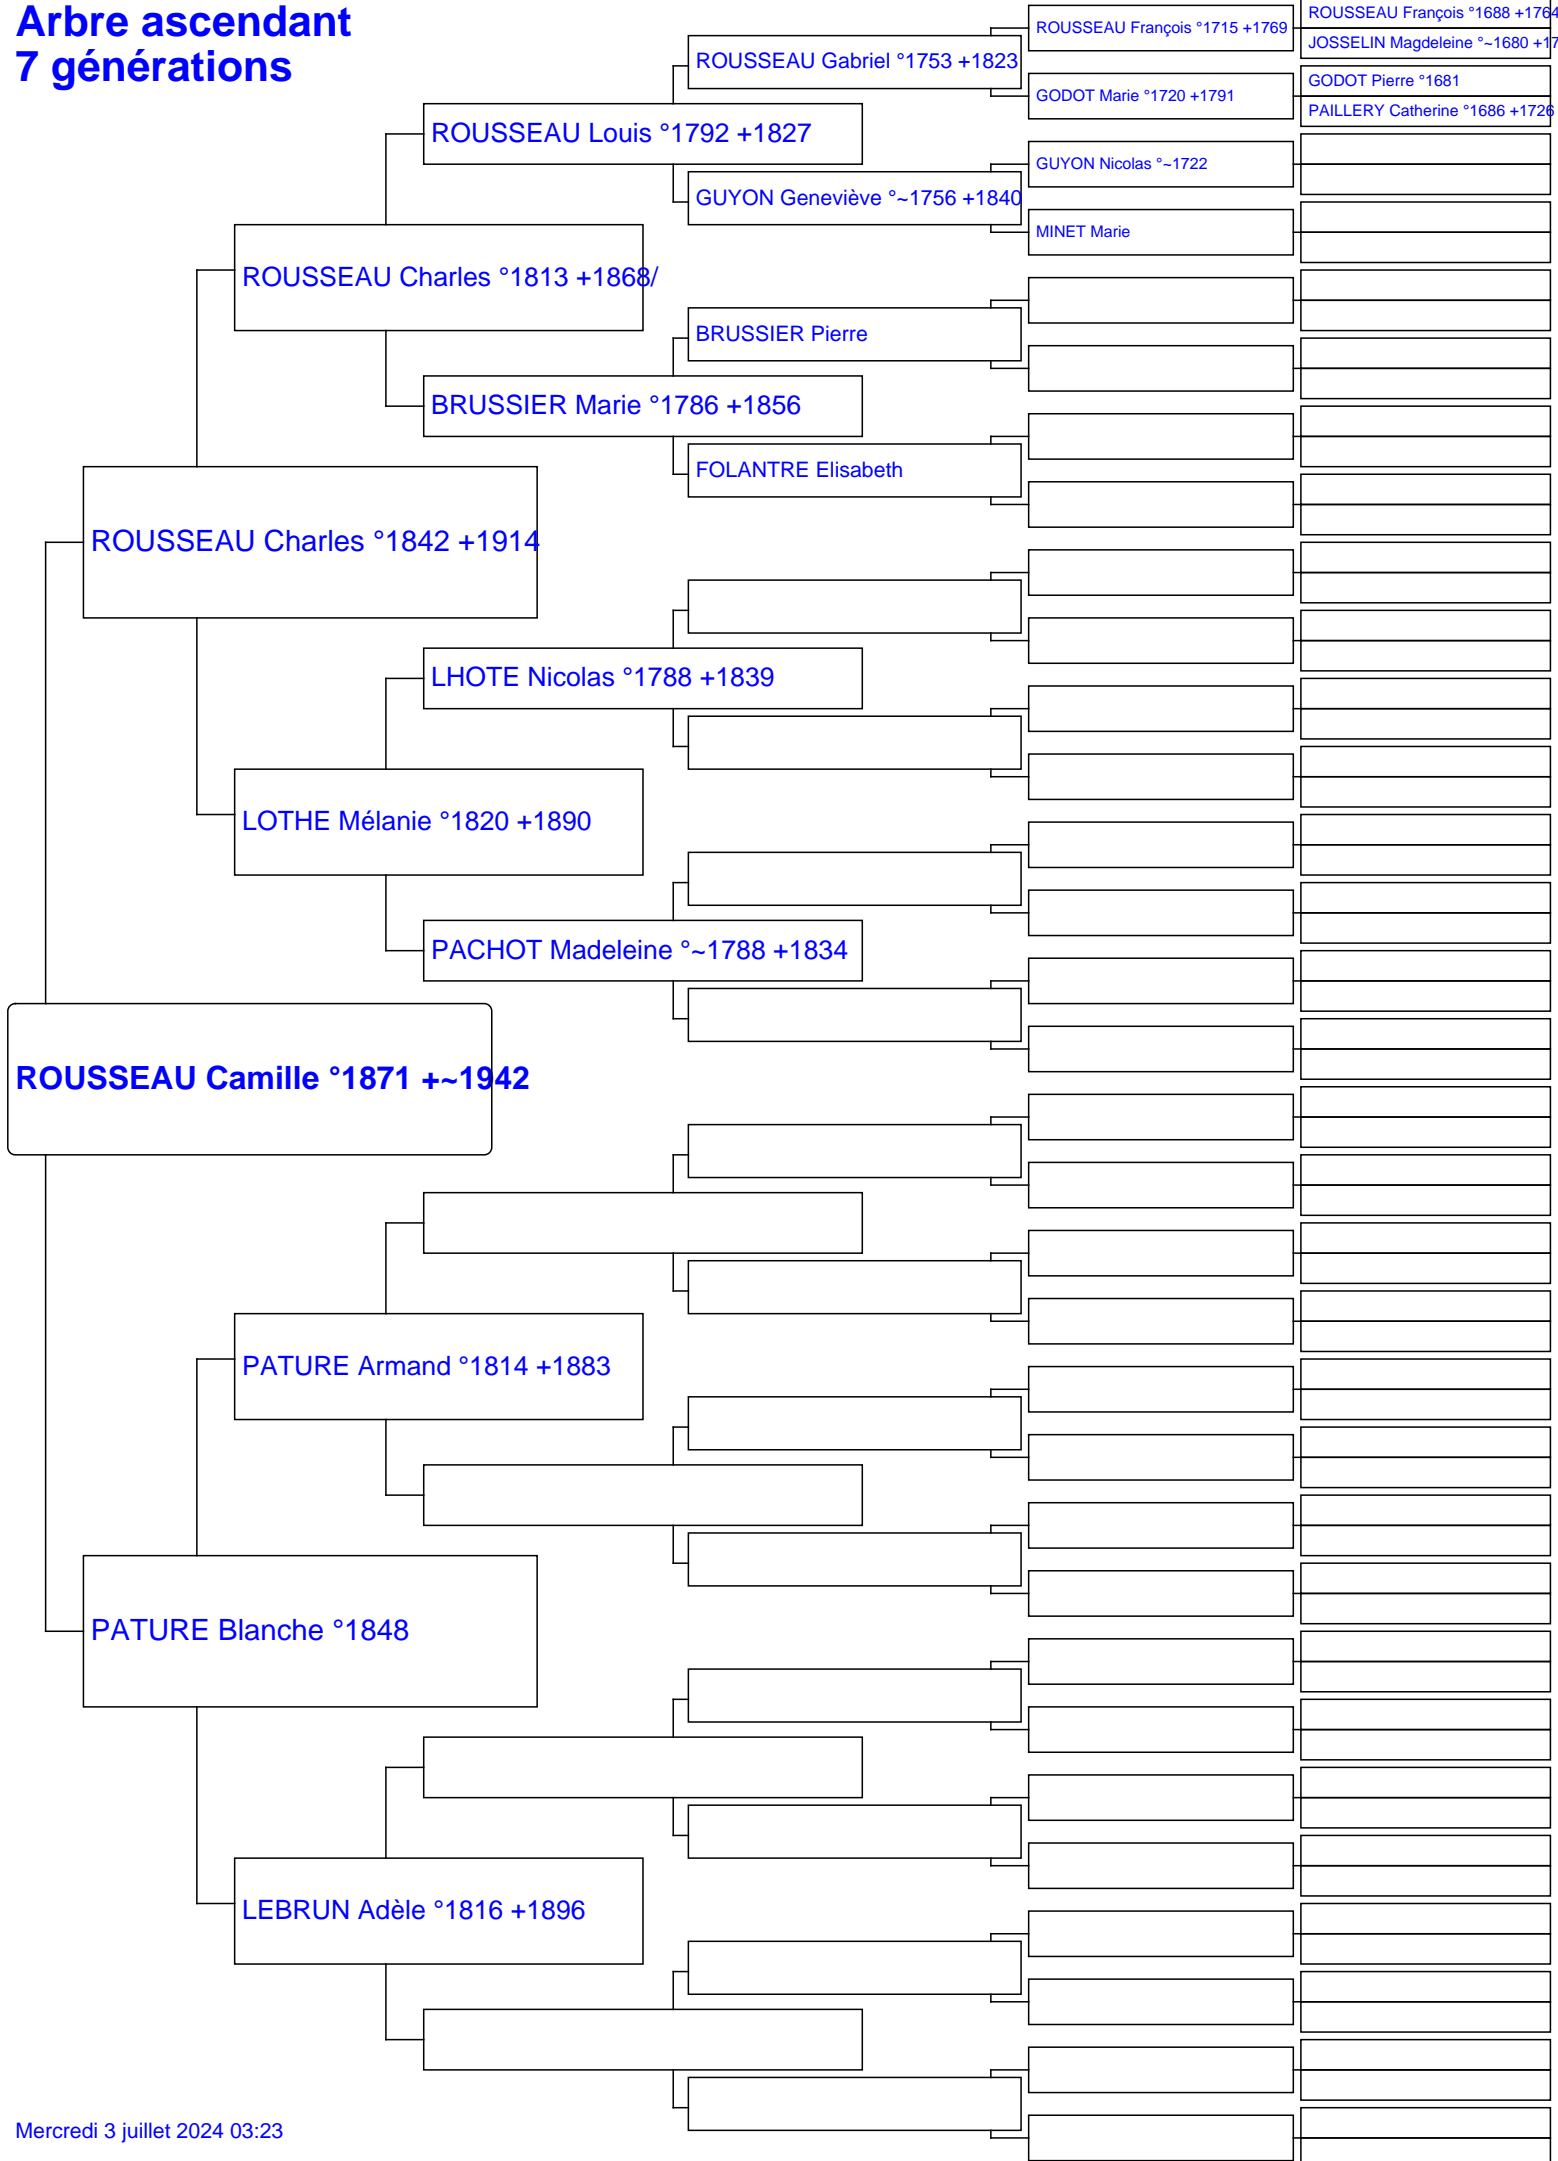 Arbre ascendant
7 générations
ROUSSEAU François °1688 +1764
ROUSSEAU François °1715 +1769
JOSSELIN Magdeleine °~1680 +17
ROUSSEAU Gabriel °1753 +1823
GODOT Pierre °1681
GODOT Marie °1720 +1791
PAILLERY Catherine °1686 +1726
ROUSSEAU Louis °1792 +1827
GUYON Nicolas °~1722
GUYON Geneviève °~1756 +1840
MINET Marie
ROUSSEAU Charles °1813 +1868/
BRUSSIER Pierre
BRUSSIER Marie °1786 +1856
FOLANTRE Elisabeth
ROUSSEAU Charles °1842 +1914
LHOTE Nicolas °1788 +1839
LOTHE Mélanie °1820 +1890
PACHOT Madeleine °~1788 +1834
ROUSSEAU Camille °1871 +~1942
PATURE Armand °1814 +1883
PATURE Blanche °1848
LEBRUN Adèle °1816 +1896
Mercredi 3 juillet 2024 03:23